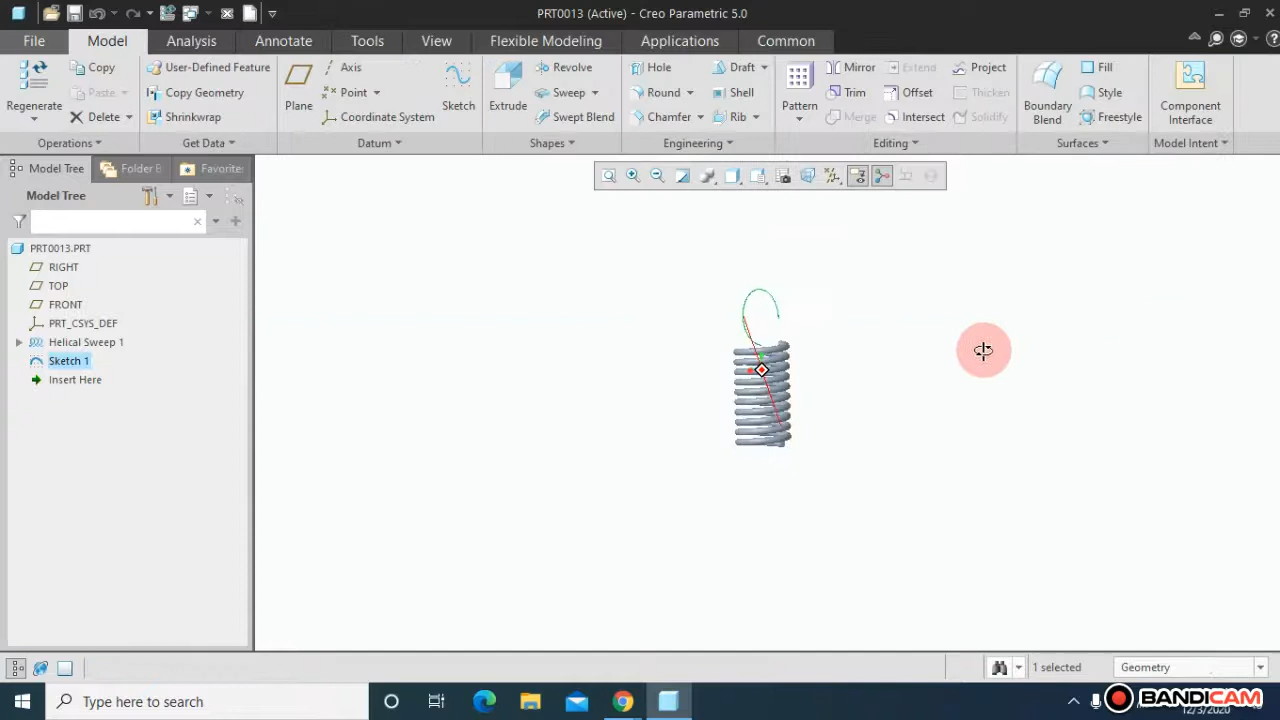 PRT0013 (Active) - Creo Parametric 5.0
File Model Analysis Annotate Tools View Flexible Modeling Applications Common
Regenerate
Copy
Paste
Delete
Operations
User-Defined Feature
Copy Geometry
Shrinkwrap
Get Data
Plane
Axis
Point
Coordinate System
Sketch
Datum
Extrude
Revolve
Sweep
Swept Blend
Shapes
Hole
Round
Chamfer
Draft
Shell
Rib
Engineering
Pattern
Mirror
Trim
Merge
Extend
Offset
Intersect
Project
Thicken
Solidify
Editing
Boundary
Blend
Fill
Style
Freestyle
Surfaces
Component
Interface
Model Intent
Model Tree Folder B Favorite
Model Tree
PRT0013.PRT
RIGHT
TOP
FRONT
PRT_CSYS_DEF
Helical Sweep 1
Sketch 1
Insert Here
1 selected Geometry
Type here to search
BANDICAM
12/3/2020